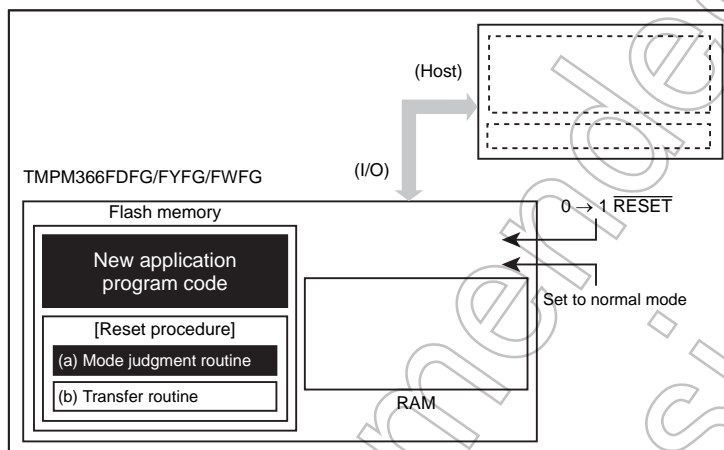 (Host)
(I/O)
TMPM366FDFG/FYFG/FWFG
Flash memory
New application
program code
[Reset procedure]
(a) Mode judgment routine
(b) Transfer routine
RAM
0 → 1 RESET
Set to normal mode